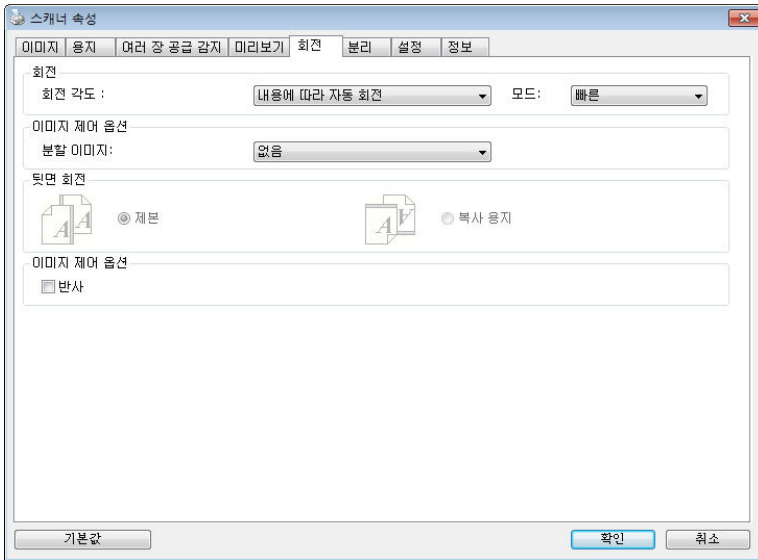 스캐너 속성
이미지 용지 여러 장 공급 감지 미리보기 회전 분리 설정 정보
회전
회전 각도 : 내용에 따라 자동 회전 모드: 빠른
이미지 제어 옵션
분할 이미지: 없음
뒷면 회전
A A 제본 A A 복사 용지
이미지 제어 옵션
반사
기본값 확인 취소